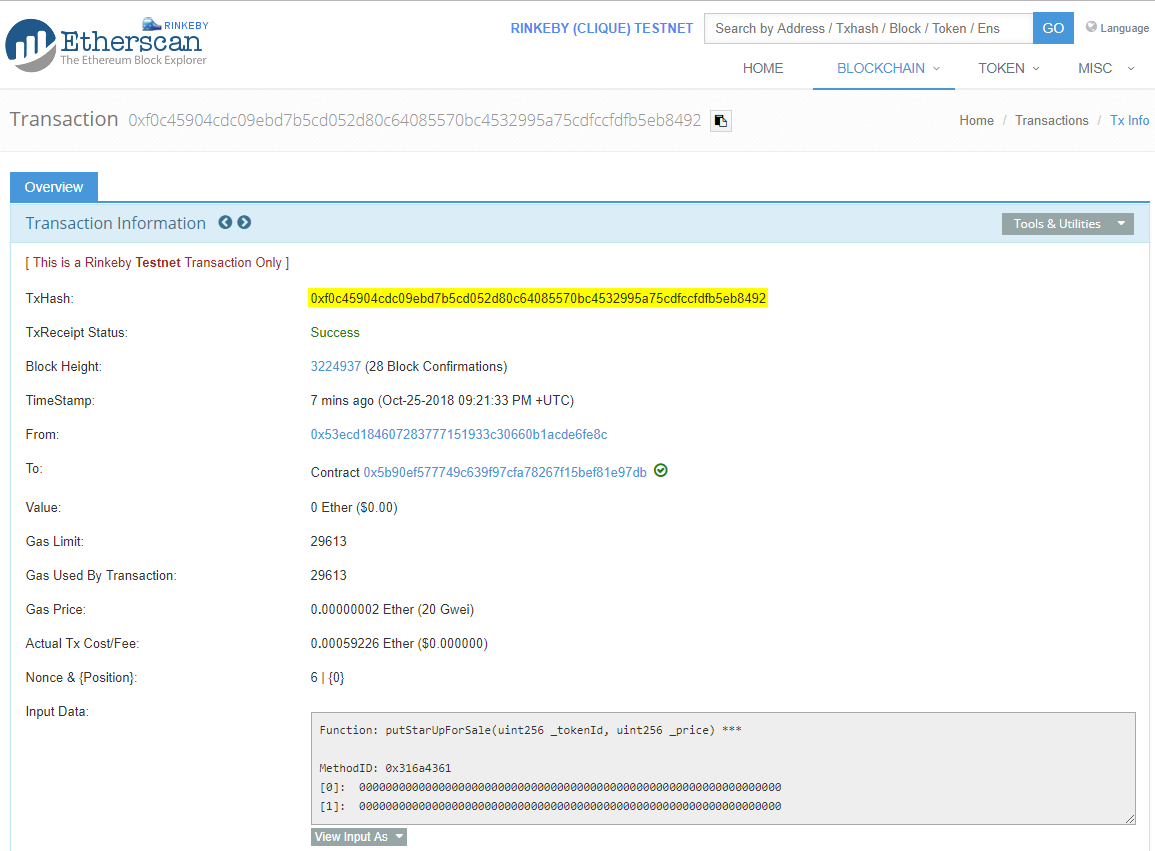 RINKEBY
Etherscan
The Ethereum Block Explorer
RINKEBY (CLIQUE) TESTNET
Search by Address / Txhash / Block / Token / Ens
GO
Language
HOME
BLOCKCHAIN
TOKEN
MISC
Transaction 0xf0c45904cdc09ebd7b5cd052d80c64085570bc4532995a75cdfccfdfb5eb8492
Home / Transactions / Tx Info
Overview
Transaction Information
Tools & Utilities
[ This is a Rinkeby Testnet Transaction Only ]
TxHash: 0xf0c45904cdc09ebd7b5cd052d80c64085570bc4532995a75cdfccfdfb5eb8492
TxReceipt Status: Success
Block Height: 3224937 (28 Block Confirmations)
TimeStamp: 7 mins ago (Oct-25-2018 09:21:33 PM +UTC)
From: 0x53ecd184607283777151933c30660b1acde6fe8c
To: Contract 0x5b90ef577749c639f97cfa78267f15bef81e97db
Value: 0 Ether ($0.00)
Gas Limit: 29613
Gas Used By Transaction: 29613
Gas Price: 0.00000002 Ether (20 Gwei)
Actual Tx Cost/Fee: 0.00059226 Ether ($0.000000)
Nonce & {Position}: 6 | {0}
Input Data:
Function: putStarUpForSale(uint256 _tokenId, uint256 _price) ***
MethodID: 0x316a4361
[0]: 0000000000000000000000000000000000000000000000000000000000000000
[1]: 0000000000000000000000000000000000000000000000000000000000000000
View Input As